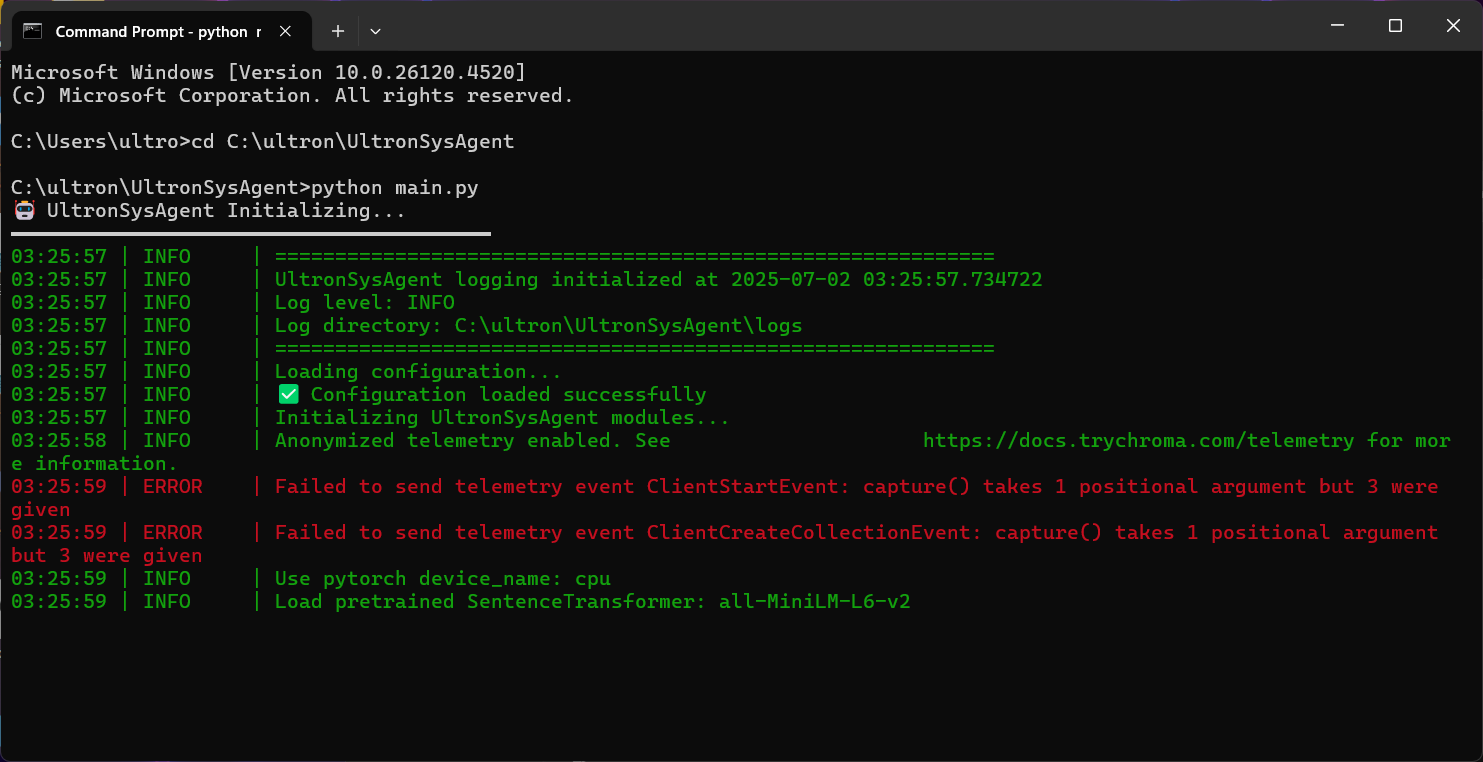 Command Prompt - python r
Microsoft Windows [Version 10.0.26120.4520]
(c) Microsoft Corporation. All rights reserved.
C:\Users\ultro>cd C:\ultron\UltronSysAgent
C:\ultron\UltronSysAgent>python main.py
🤖 UltronSysAgent Initializing...
03:25:57 | INFO     | ============================================================
03:25:57 | INFO     | UltronSysAgent logging initialized at 2025-07-02 03:25:57.734722
03:25:57 | INFO     | Log level: INFO
03:25:57 | INFO     | Log directory: C:\ultron\UltronSysAgent\logs
03:25:57 | INFO     | ============================================================
03:25:57 | INFO     | Loading configuration...
03:25:57 | INFO     | ✅ Configuration loaded successfully
03:25:57 | INFO     | Initializing UltronSysAgent modules...
03:25:58 | INFO     | Anonymized telemetry enabled. See                     https://docs.trychroma.com/telemetry for mor
e information.
03:25:59 | ERROR    | Failed to send telemetry event ClientStartEvent: capture() takes 1 positional argument but 3 were
given
03:25:59 | ERROR    | Failed to send telemetry event ClientCreateCollectionEvent: capture() takes 1 positional argument
but 3 were given
03:25:59 | INFO     | Use pytorch device_name: cpu
03:25:59 | INFO     | Load pretrained SentenceTransformer: all-MiniLM-L6-v2